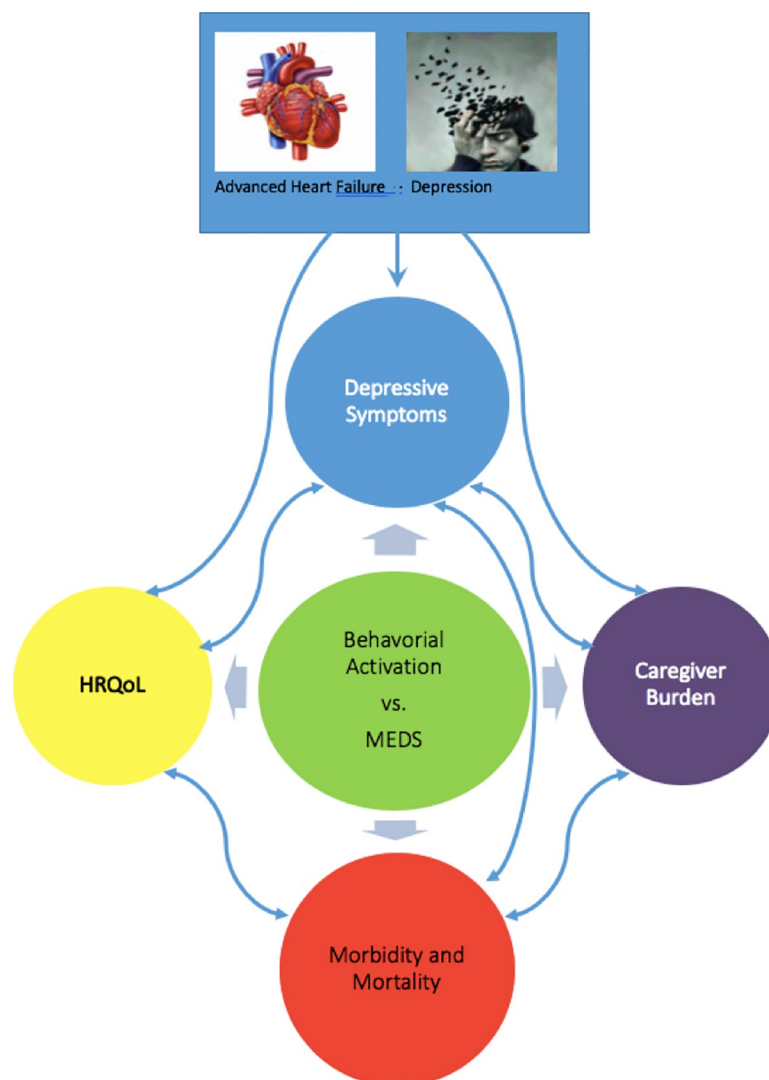 Advanced Heart Failure : Depression
Depressive
Symptoms
HRQoL
Behavorial
Activation
vs.
MEDS
Caregiver
Burden
Morbidity and
Mortality